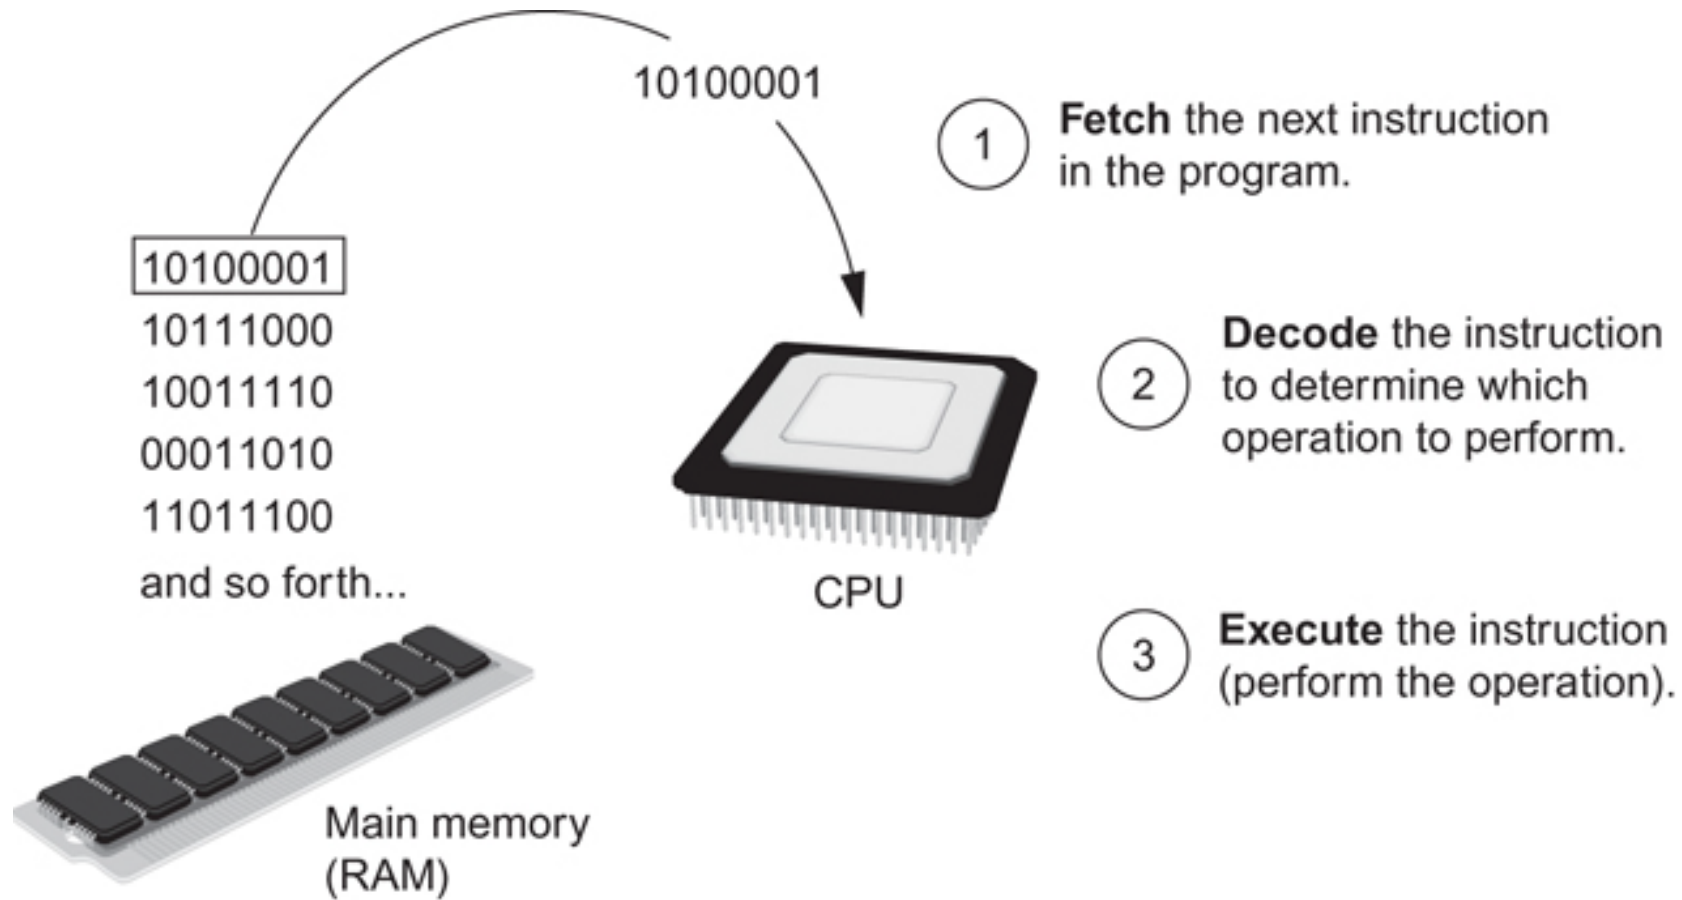 10100001
1
Fetch the next instruction
in the program.
10100001
10111000
10011110
00011010
11011100
and so forth...
2
Decode the instruction
to determine which
operation to perform.
CPU
3
Execute the instruction
(perform the operation).
Main memory
(RAM)